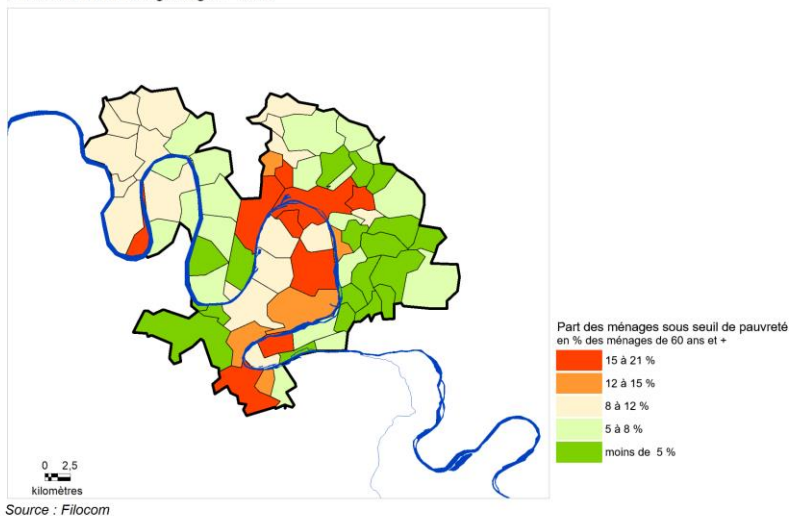 Part des ménages sous seuil de pauvreté
en % des ménages de 60 ans et +
15 à 21 %
12 à 15 %
8 à 12 %
5 à 8 %
moins de 5 %
0 2,5
kilomètres
Source : Filocom